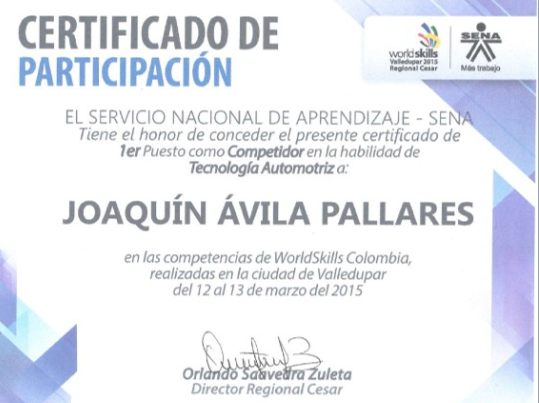 CERTIFICADO DE
PARTICIPACIÓN
worldskills
Valledupar 2015
Regional Cesar
SENA
Más trabajo
EL SERVICIO NACIONAL DE APRENDIZAJE - SENA
Tiene el honor de conceder el presente certificado de
1er Puesto como Competidor en la habilidad de
Tecnología Automotriz a:
JOAQUÍN ÁVILA PALLARES
en las competencias de WorldSkills Colombia,
realizadas en la ciudad de Valledupar
del 12 al 13 de marzo del 2015
Orlando Saavedra Zuleta
Director Regional Cesar